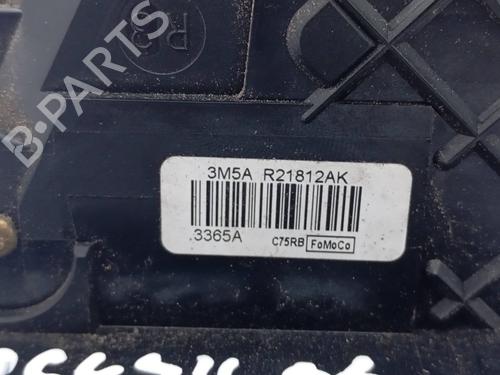 B-PARTS
3M5A R21812AK
3365A
C75RB FoMoCo